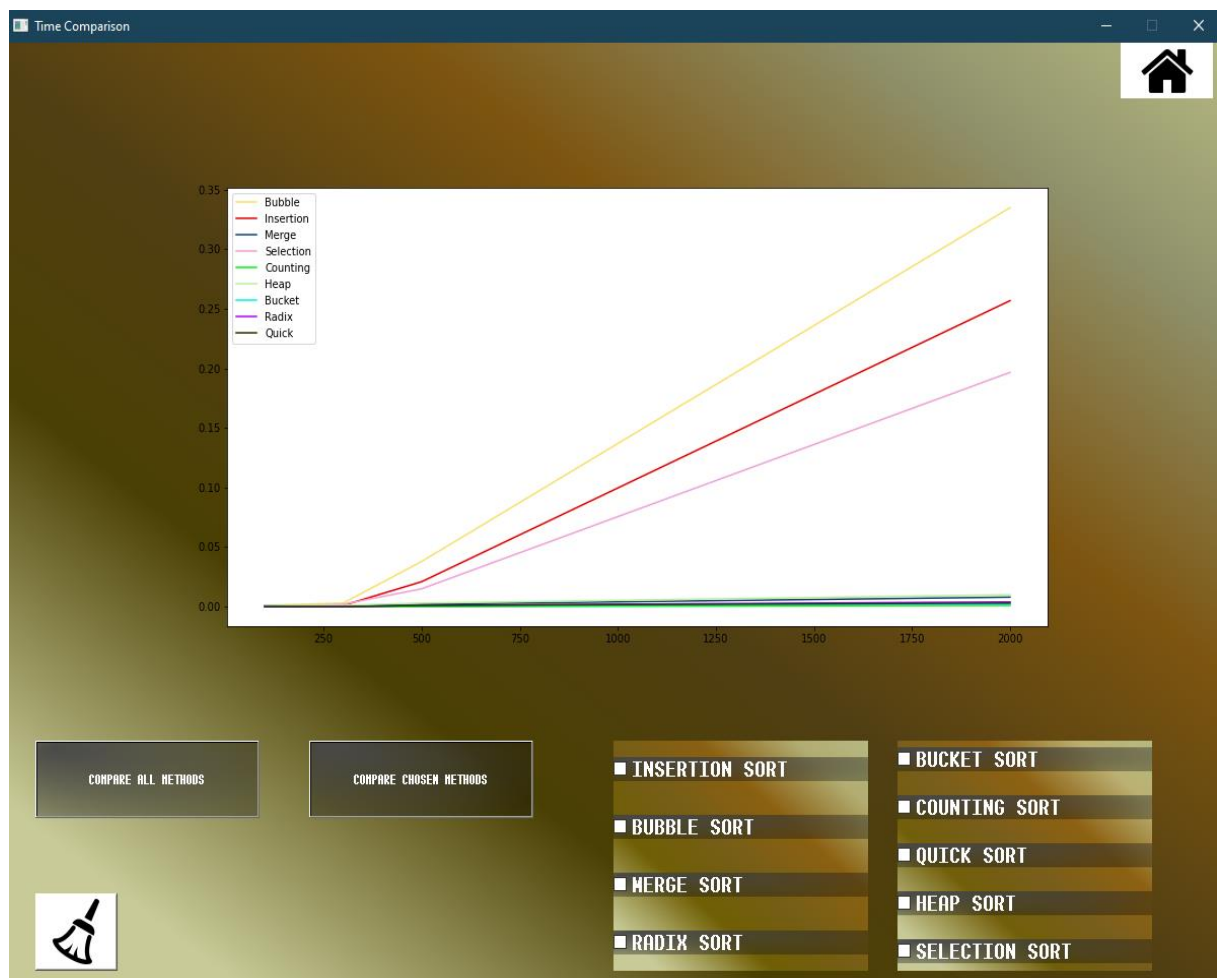 Time Comparison
0.35
0.30
0.25
0.20
0.15
0.10
0.05
0.00
Bubble
Insertion
Merge
Selection
Counting
Heap
Bucket
Radix
Quick
250 500 750 1000 1250 1500 1750 2000
COMPARE ALL METHODS
COMPARE CHOSEN METHODS
INSERTION SORT
BUBBLE SORT
MERGE SORT
RADIX SORT
BUCKET SORT
COUNTING SORT
QUICK SORT
HEAP SORT
SELECTION SORT